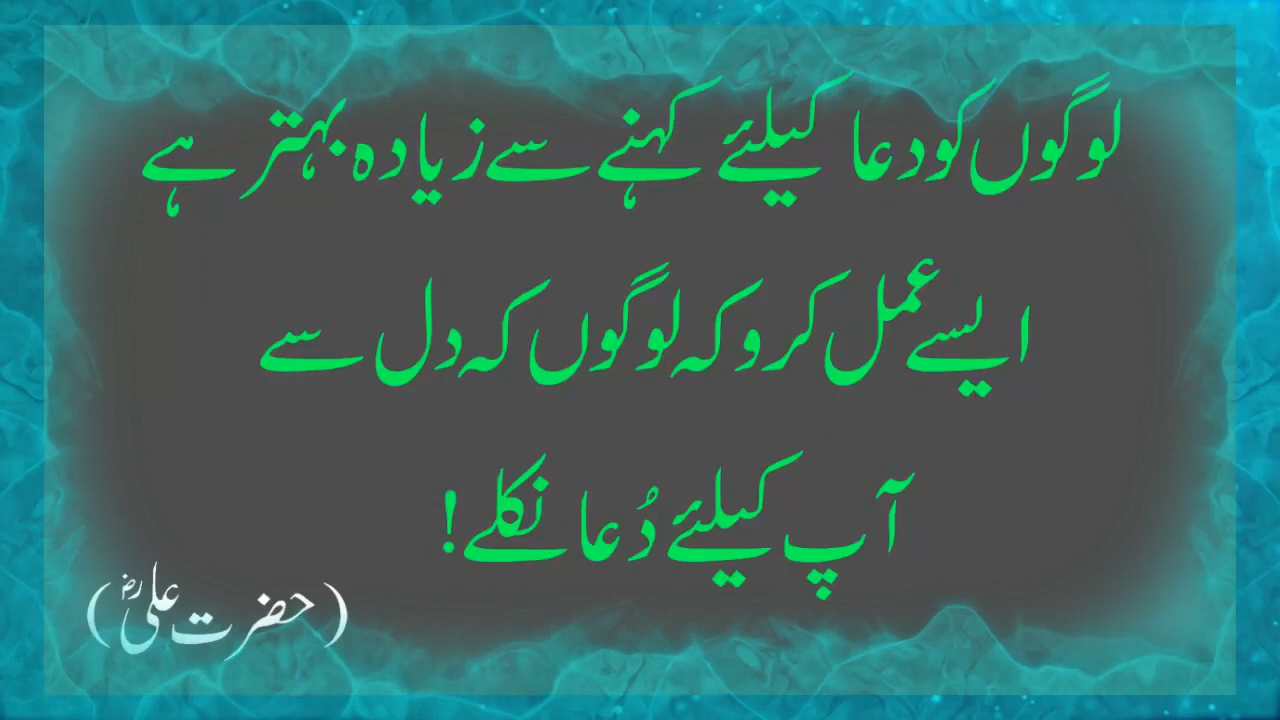 لوگوں کو دعا کیلئے کہنے سے زیادہ بہتر ہے
ایسے عمل کرو کہ لوگوں کہ دل سے
آپ کیلئے دُعا نکلے!
(حضرت علیؓ)